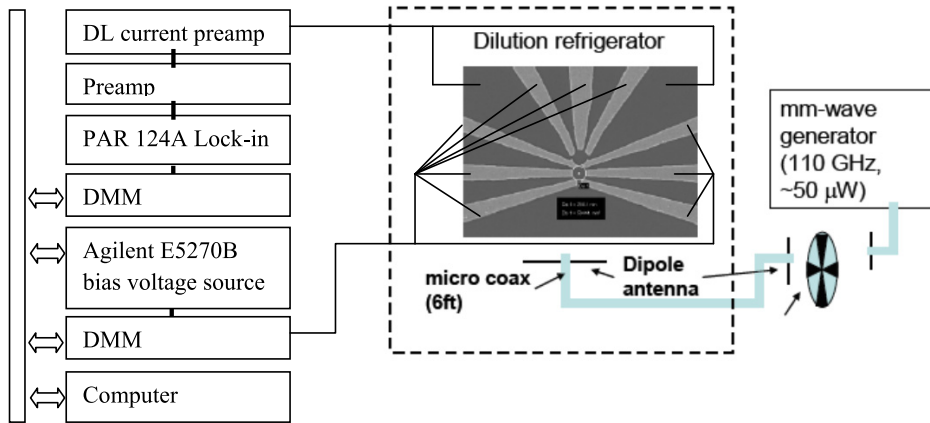 DL current preamp
Preamp
PAR 124A Lock-in
DMM
Agilent E5270B
bias voltage source
DMM
Computer
Dilution refrigerator
micro coax
(6ft)
Dipole
antenna
mm-wave
generator
(110 GHz,
~50 μW)